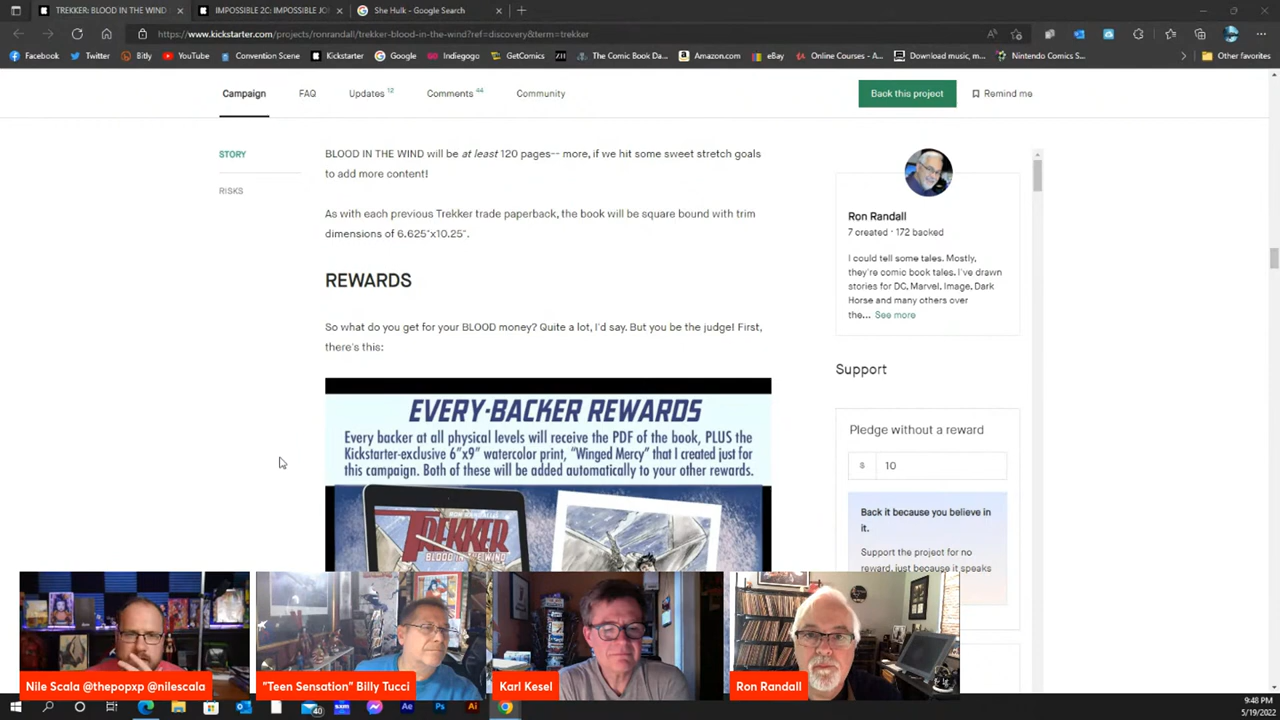 TREKKER: BLOOD IN THE WIND
IMPOSSIBLE 2C: IMPOSSIBLE JO
She Hulk - Google Search
https://www.kickstarter.com/projects/ronrandall/trekker-blood-in-the-wind?ref=discovery&term=trekker
Facebook
Twitter
Bitly
YouTube
Convention Scene
Kickstarter
Google
Indiegogo
GetComics
The Comic Book Da...
Amazon.com
eBay
Online Courses - A...
Download music, m...
Nintendo Comics S...
Other favorites
Campaign
FAQ
Updates 12
Comments 44
Community
Back this project
Remind me
STORY
RISKS
BLOOD IN THE WIND will be at least 120 pages-- more, if we hit some sweet stretch goals
to add more content!
As with each previous Trekker trade paperback, the book will be square bound with trim
dimensions of 6.625"x10.25".
REWARDS
So what do you get for your BLOOD money? Quite a lot, I'd say. But you be the judge! First,
there's this:
EVERY-BACKER REWARDS
Every backer at all physical levels will receive the PDF of the book, PLUS the
Kickstarter-exclusive 6"x9" watercolor print, "Winged Mercy" that I created just for
this campaign. Both of these will be added automatically to your other rewards.
TREKKER
BLOOD IN THE WIND
Ron Randall
7 created · 172 backed
I could tell some tales. Mostly,
they're comic book tales. I've drawn
stories for DC, Marvel, Image, Dark
Horse and many others over
the... See more
Support
Pledge without a reward
$ 10
Back it because you believe in
it.
Support the project for no
reward, just because it speaks
Nile Scala @thepopxp @nilescala
"Teen Sensation" Billy Tucci
Karl Kesel
Ron Randall
40
9:48 PM
5/19/2022